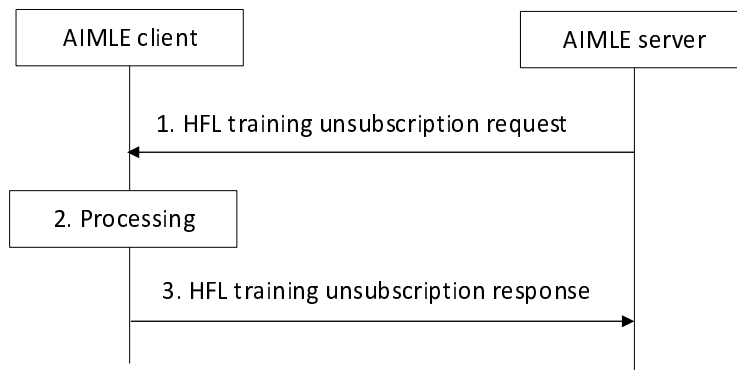 AIMLE client
AIMLE server
1. HFL training unsubscription request
2. Processing
3. HFL training unsubscription response